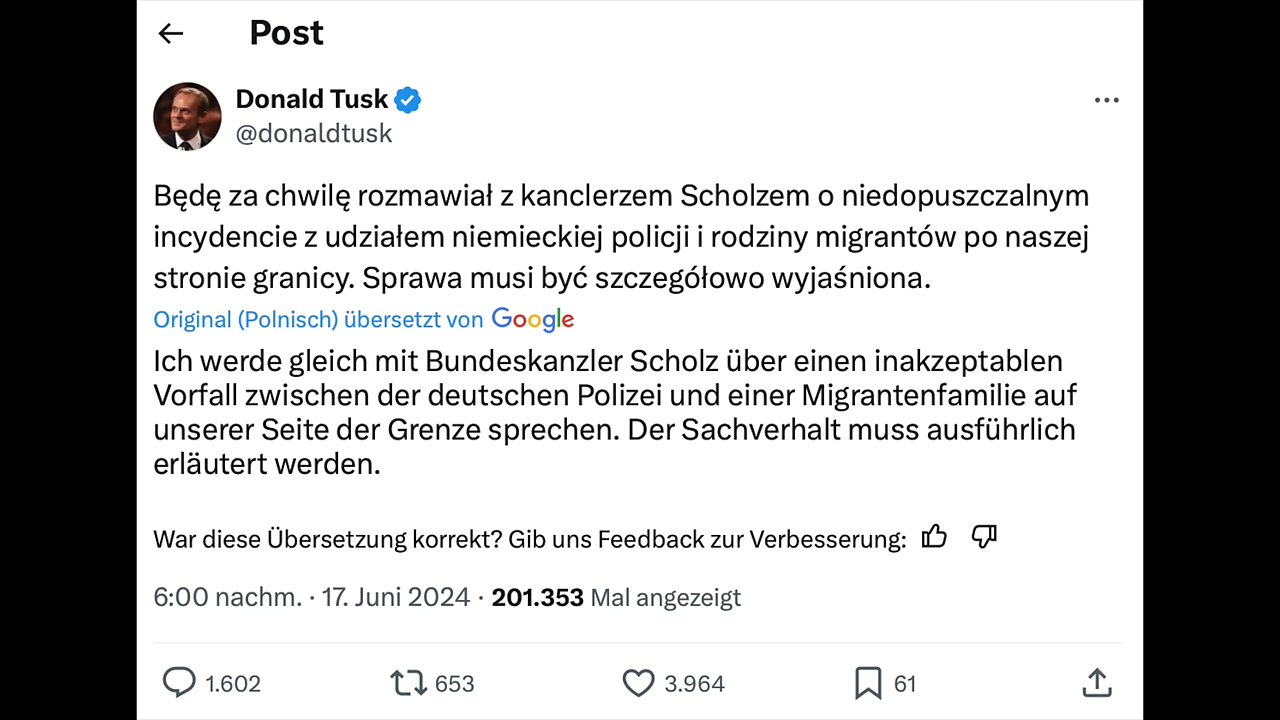 Post
Donald Tusk
@donaldtusk
Będę za chwilę rozmawiał z kanclerzem Scholzem o niedopuszczalnym
incydencie z udziałem niemieckiej policji i rodziny migrantów po naszej
stronie granicy. Sprawa musi być szczegółowo wyjaśniona.
Original (Polnisch) übersetzt von Google
Ich werde gleich mit Bundeskanzler Scholz über einen inakzeptablen
Vorfall zwischen der deutschen Polizei und einer Migrantenfamilie auf
unserer Seite der Grenze sprechen. Der Sachverhalt muss ausführlich
erläutert werden.
War diese Übersetzung korrekt? Gib uns Feedback zur Verbesserung:
6:00 nachm. · 17. Juni 2024 · 201.353 Mal angezeigt
1.602 653 3.964 61